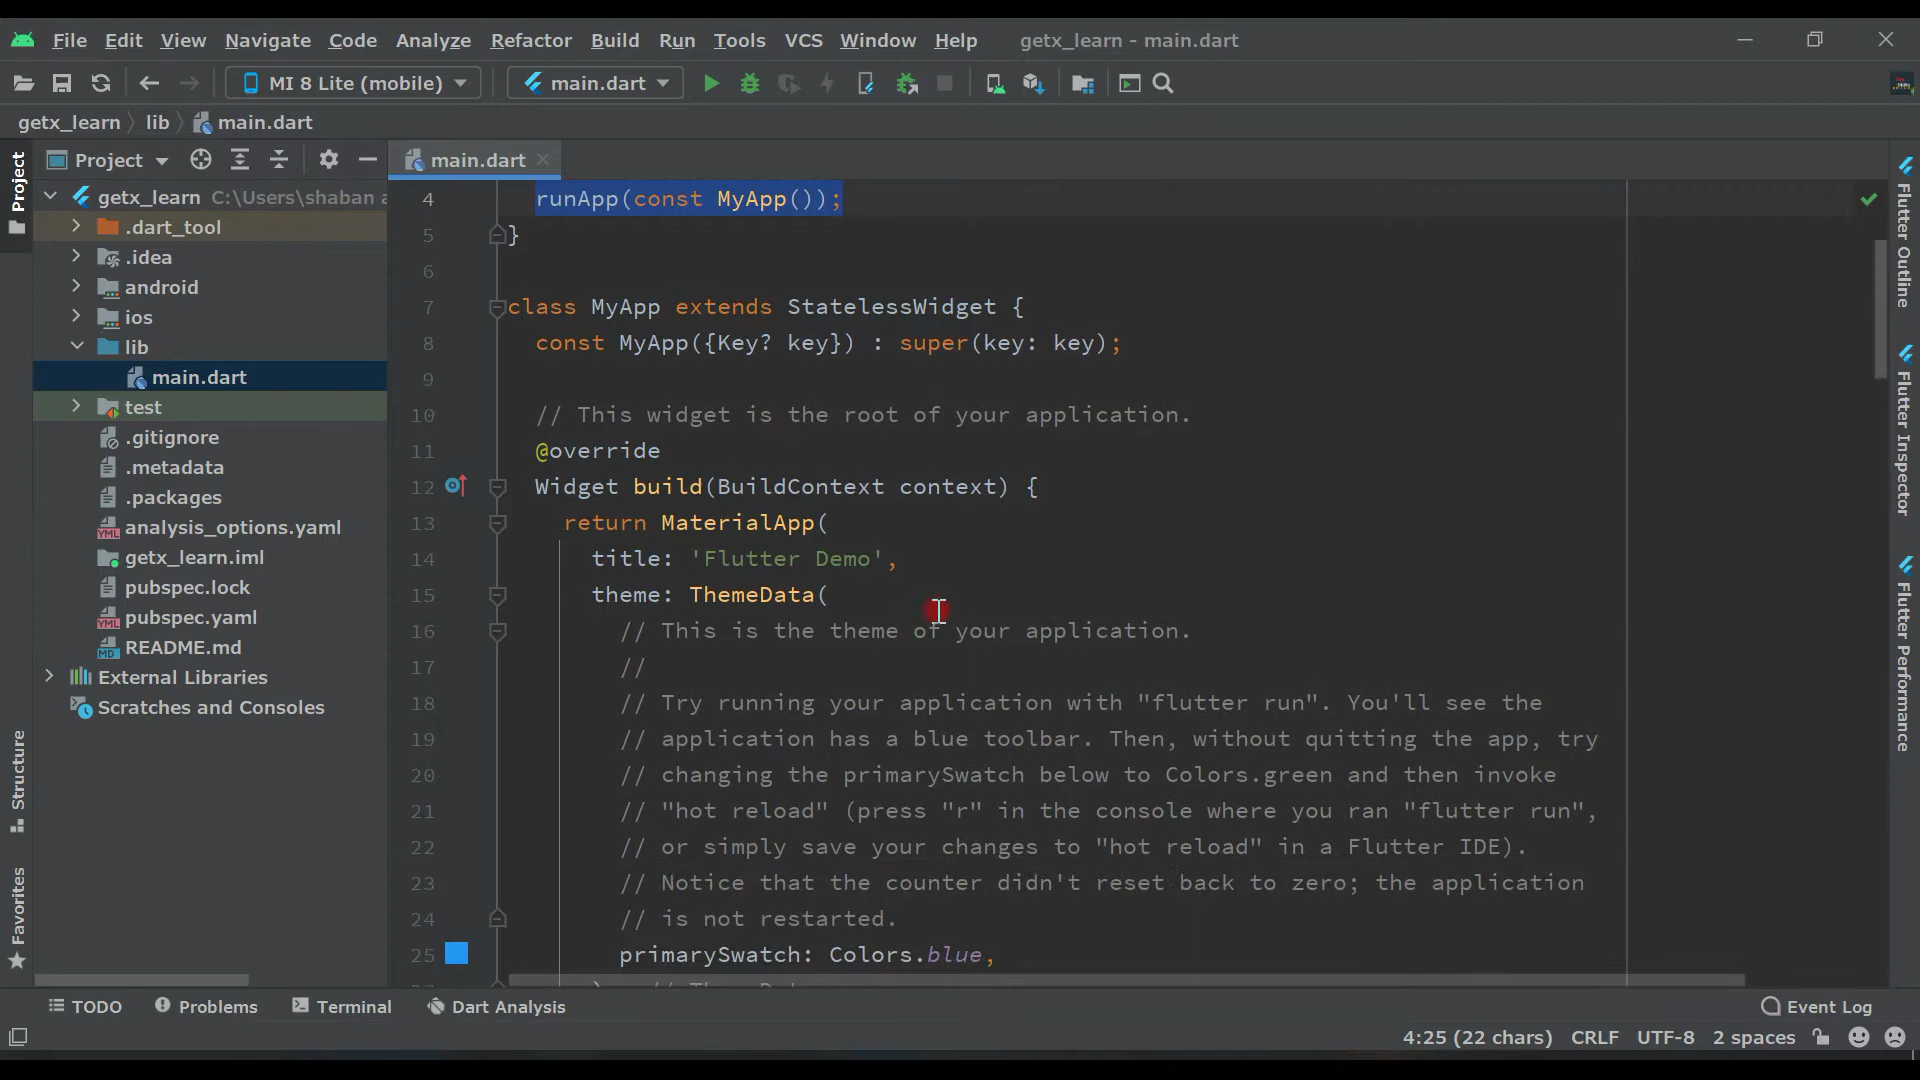 File Edit View Navigate Code Analyze Refactor Build Run Tools VCS Window Help getx_learn - main.dart
MI 8 Lite (mobile) main.dart
getx_learn lib main.dart
Project main.dart
Project
getx_learn C:\Users\shaban a
.dart_tool
.idea
android
ios
lib
main.dart
test
.gitignore
.metadata
.packages
analysis_options.yaml
getx_learn.iml
pubspec.lock
pubspec.yaml
README.md
External Libraries
Scratches and Consoles
Structure
Favorites
4 runApp(const MyApp());
5 }
6
7 class MyApp extends StatelessWidget {
8 const MyApp({Key? key}) : super(key: key);
9
10 // This widget is the root of your application.
11 @override
12 Widget build(BuildContext context) {
13 return MaterialApp(
14 title: 'Flutter Demo',
15 theme: ThemeData(
16 // This is the theme of your application.
17 //
18 // Try running your application with "flutter run". You'll see the
19 // application has a blue toolbar. Then, without quitting the app, try
20 // changing the primarySwatch below to Colors.green and then invoke
21 // "hot reload" (press "r" in the console where you ran "flutter run",
22 // or simply save your changes to "hot reload" in a Flutter IDE).
23 // Notice that the counter didn't reset back to zero; the application
24 // is not restarted.
25 primarySwatch: Colors.blue,
Flutter Outline
Flutter Inspector
Flutter Performance
TODO Problems Terminal Dart Analysis Event Log
4:25 (22 chars) CRLF UTF-8 2 spaces